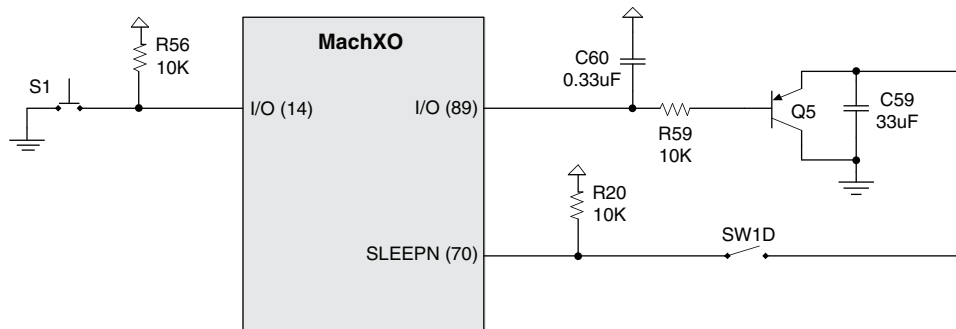 MachXO
R56
10K
S1
I/O (14)
I/O (89)
C60
0.33uF
R59
10K
Q5
C59
33uF
R20
10K
SLEEPN (70)
SW1D